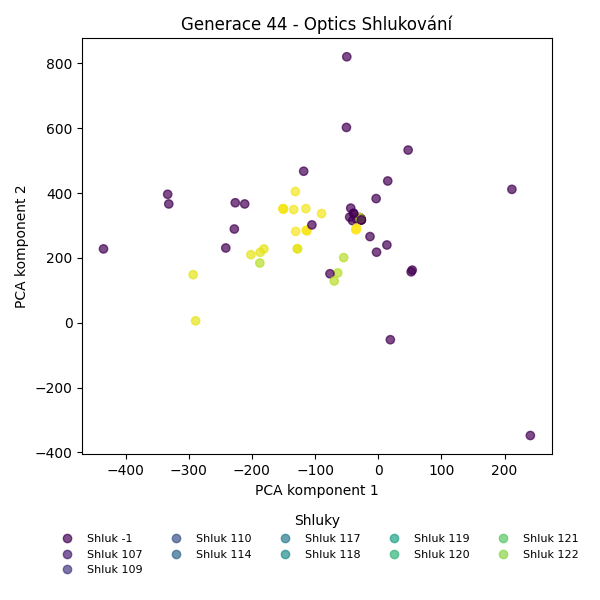 Generace 44 - Optics Shlukování
800
600
400
200
0
−200
−400
PCA komponent 2
−400 −300 −200 −100 0 100 200
PCA komponent 1
Shluky
Shluk -1 Shluk 110 Shluk 117 Shluk 119 Shluk 121
Shluk 107 Shluk 114 Shluk 118 Shluk 120 Shluk 122
Shluk 109